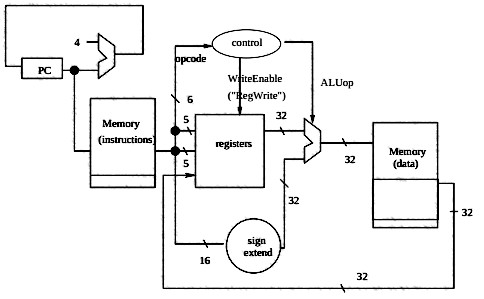 4
control
PC
opcode
WriteEnable
("RegWrite")
ALUop
6
Memory
(instructions)
5
5
registers
32
32
Memory
(data)
32
32
sign
extend
16
32